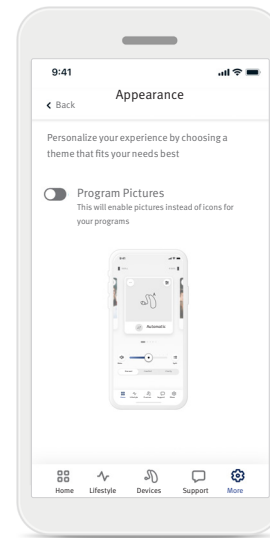 9:41
Appearance
Back
Personalize your experience by choosing a
theme that fits your needs best
Program Pictures
This will enable pictures instead of icons for
your programs
Automatic
Home Lifestyle Devices Support More